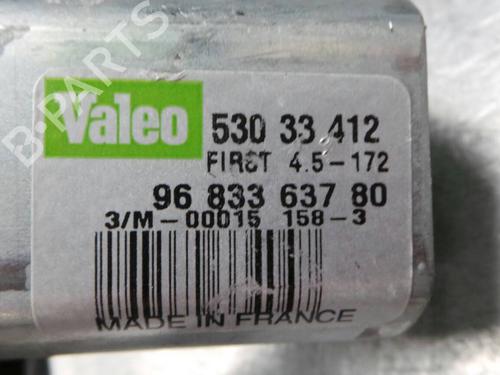 B-PARTS
Valeo
530 33 412
FIRST 4.5-172
96 833 637 80
3/M-00015 158-3
MADE IN FRANCE